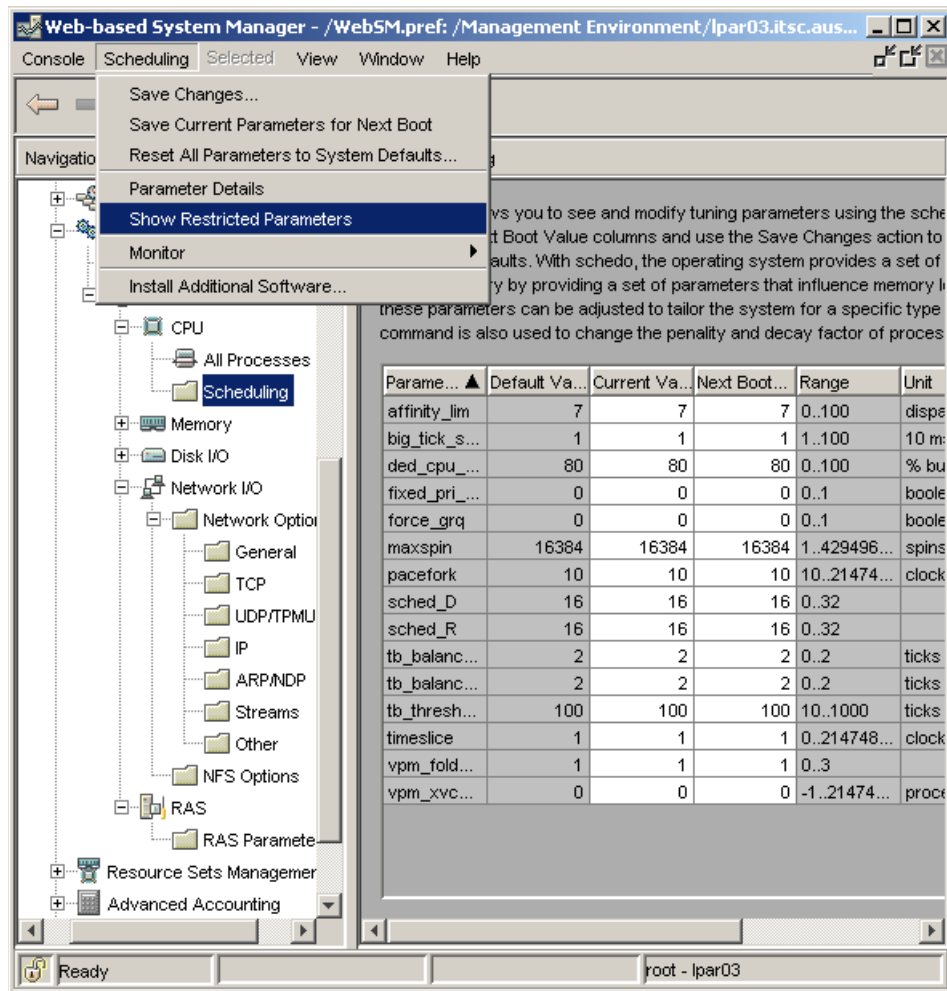 Web-based System Manager - /WebSM.pref: /Management Environment/lpar03.itsc.aus...
Console Scheduling Selected View Window Help
Save Changes...
Save Current Parameters for Next Boot
Reset All Parameters to System Defaults...
Parameter Details
Show Restricted Parameters
Monitor
Install Additional Software...
Navigatio
CPU
All Processes
Scheduling
Memory
Disk I/O
Network I/O
Network Option
General
TCP
UDP/TPMU
IP
ARP/NDP
Streams
Other
NFS Options
RAS
RAS Paramete
Resource Sets Managemer
Advanced Accounting
ws you to see and modify tuning parameters using the sche
t Boot Value columns and use the Save Changes action to
aults. With schedo, the operating system provides a set of
ry by providing a set of parameters that influence memory l
these parameters can be adjusted to tailor the system for a specific type
command is also used to change the penality and decay factor of proces
Parame... Default Va... Current Va... Next Boot... Range Unit
affinity_lim 7 7 7 0..100 dispa
big_tick_s... 1 1 1 1..100 10 m
ded_cpu_... 80 80 80 0..100 % bu
fixed_pri_... 0 0 0 0..1 boole
force_grq 0 0 0 0..1 boole
maxspin 16384 16384 16384 1..429496... spins
pacefork 10 10 10 10..21474... clock
sched_D 16 16 16 0..32
sched_R 16 16 16 0..32
tb_balanc... 2 2 2 0..2 ticks
tb_balanc... 2 2 2 0..2 ticks
tb_thresh... 100 100 100 10..1000 ticks
timeslice 1 1 1 0..214748... clock
vpm_fold... 1 1 1 0..3
vpm_xvc... 0 0 0 -1..21474... proce
Ready
root - lpar03